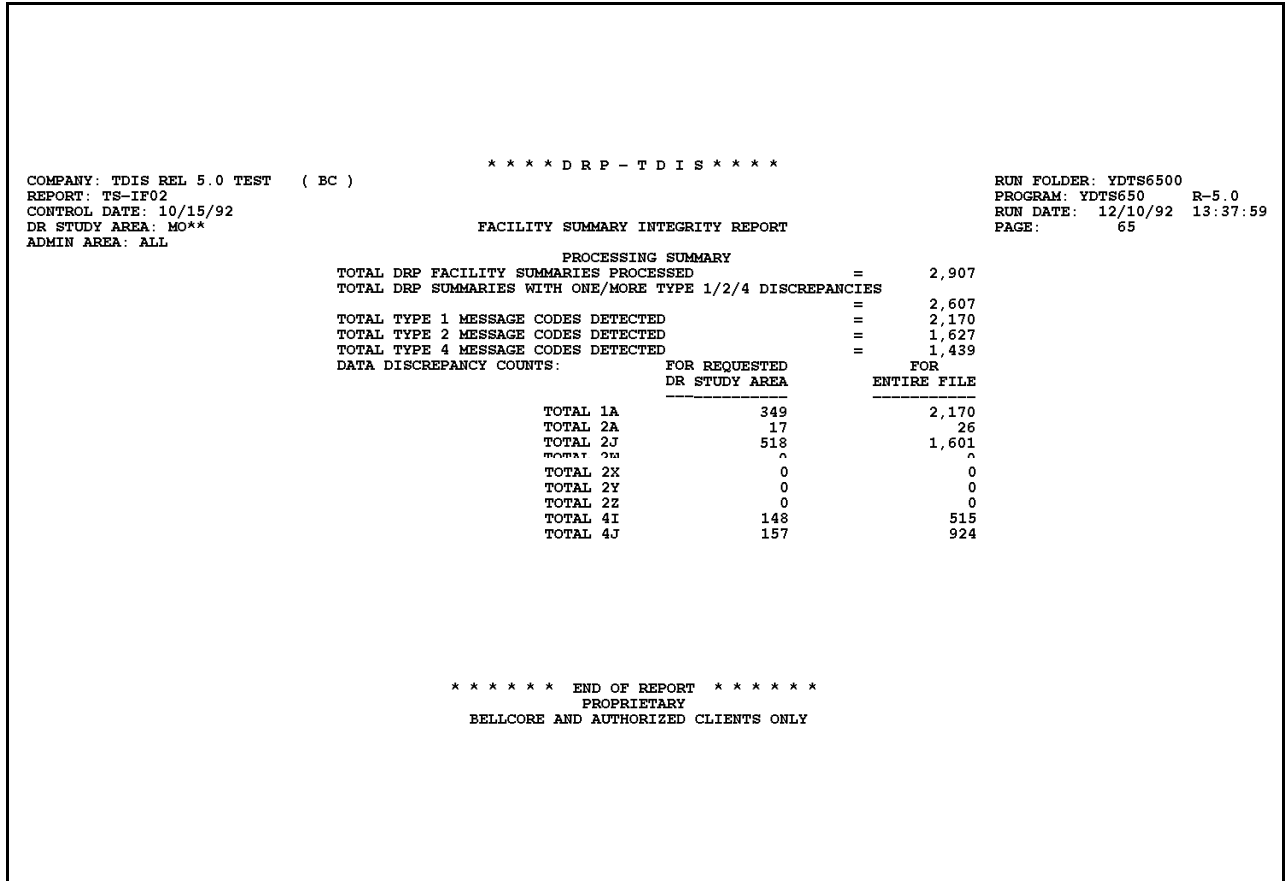 * * * * D R P – T D I S * * * *
COMPANY: TDIS REL 5.0 TEST ( BC ) RUN FOLDER: YDTS6500
REPORT: TS–IF02 PROGRAM: YDTS650 R–5.0
CONTROL DATE: 10/15/92 RUN DATE: 12/10/92 13:37:59
DR STUDY AREA: MO** FACILITY SUMMARY INTEGRITY REPORT PAGE: 65
ADMIN AREA: ALL
PROCESSING SUMMARY
TOTAL DRP FACILITY SUMMARIES PROCESSED = 2,907
TOTAL DRP SUMMARIES WITH ONE/MORE TYPE 1/2/4 DISCREPANCIES
= 2,607
TOTAL TYPE 1 MESSAGE CODES DETECTED = 2,170
TOTAL TYPE 2 MESSAGE CODES DETECTED = 1,627
TOTAL TYPE 4 MESSAGE CODES DETECTED = 1,439
DATA DISCREPANCY COUNTS: FOR REQUESTED FOR
DR STUDY AREA ENTIRE FILE
TOTAL 1A 349 2,170
TOTAL 2A 17 26
TOTAL 2J 518 1,601
TOTAL
TOTAL 2X 0 0
TOTAL 2Y 0 0
TOTAL 2Z 0 0
TOTAL 4I 148 515
TOTAL 4J 157 924
* * * * * * END OF REPORT * * * * * *
PROPRIETARY
BELLCORE AND AUTHORIZED CLIENTS ONLY